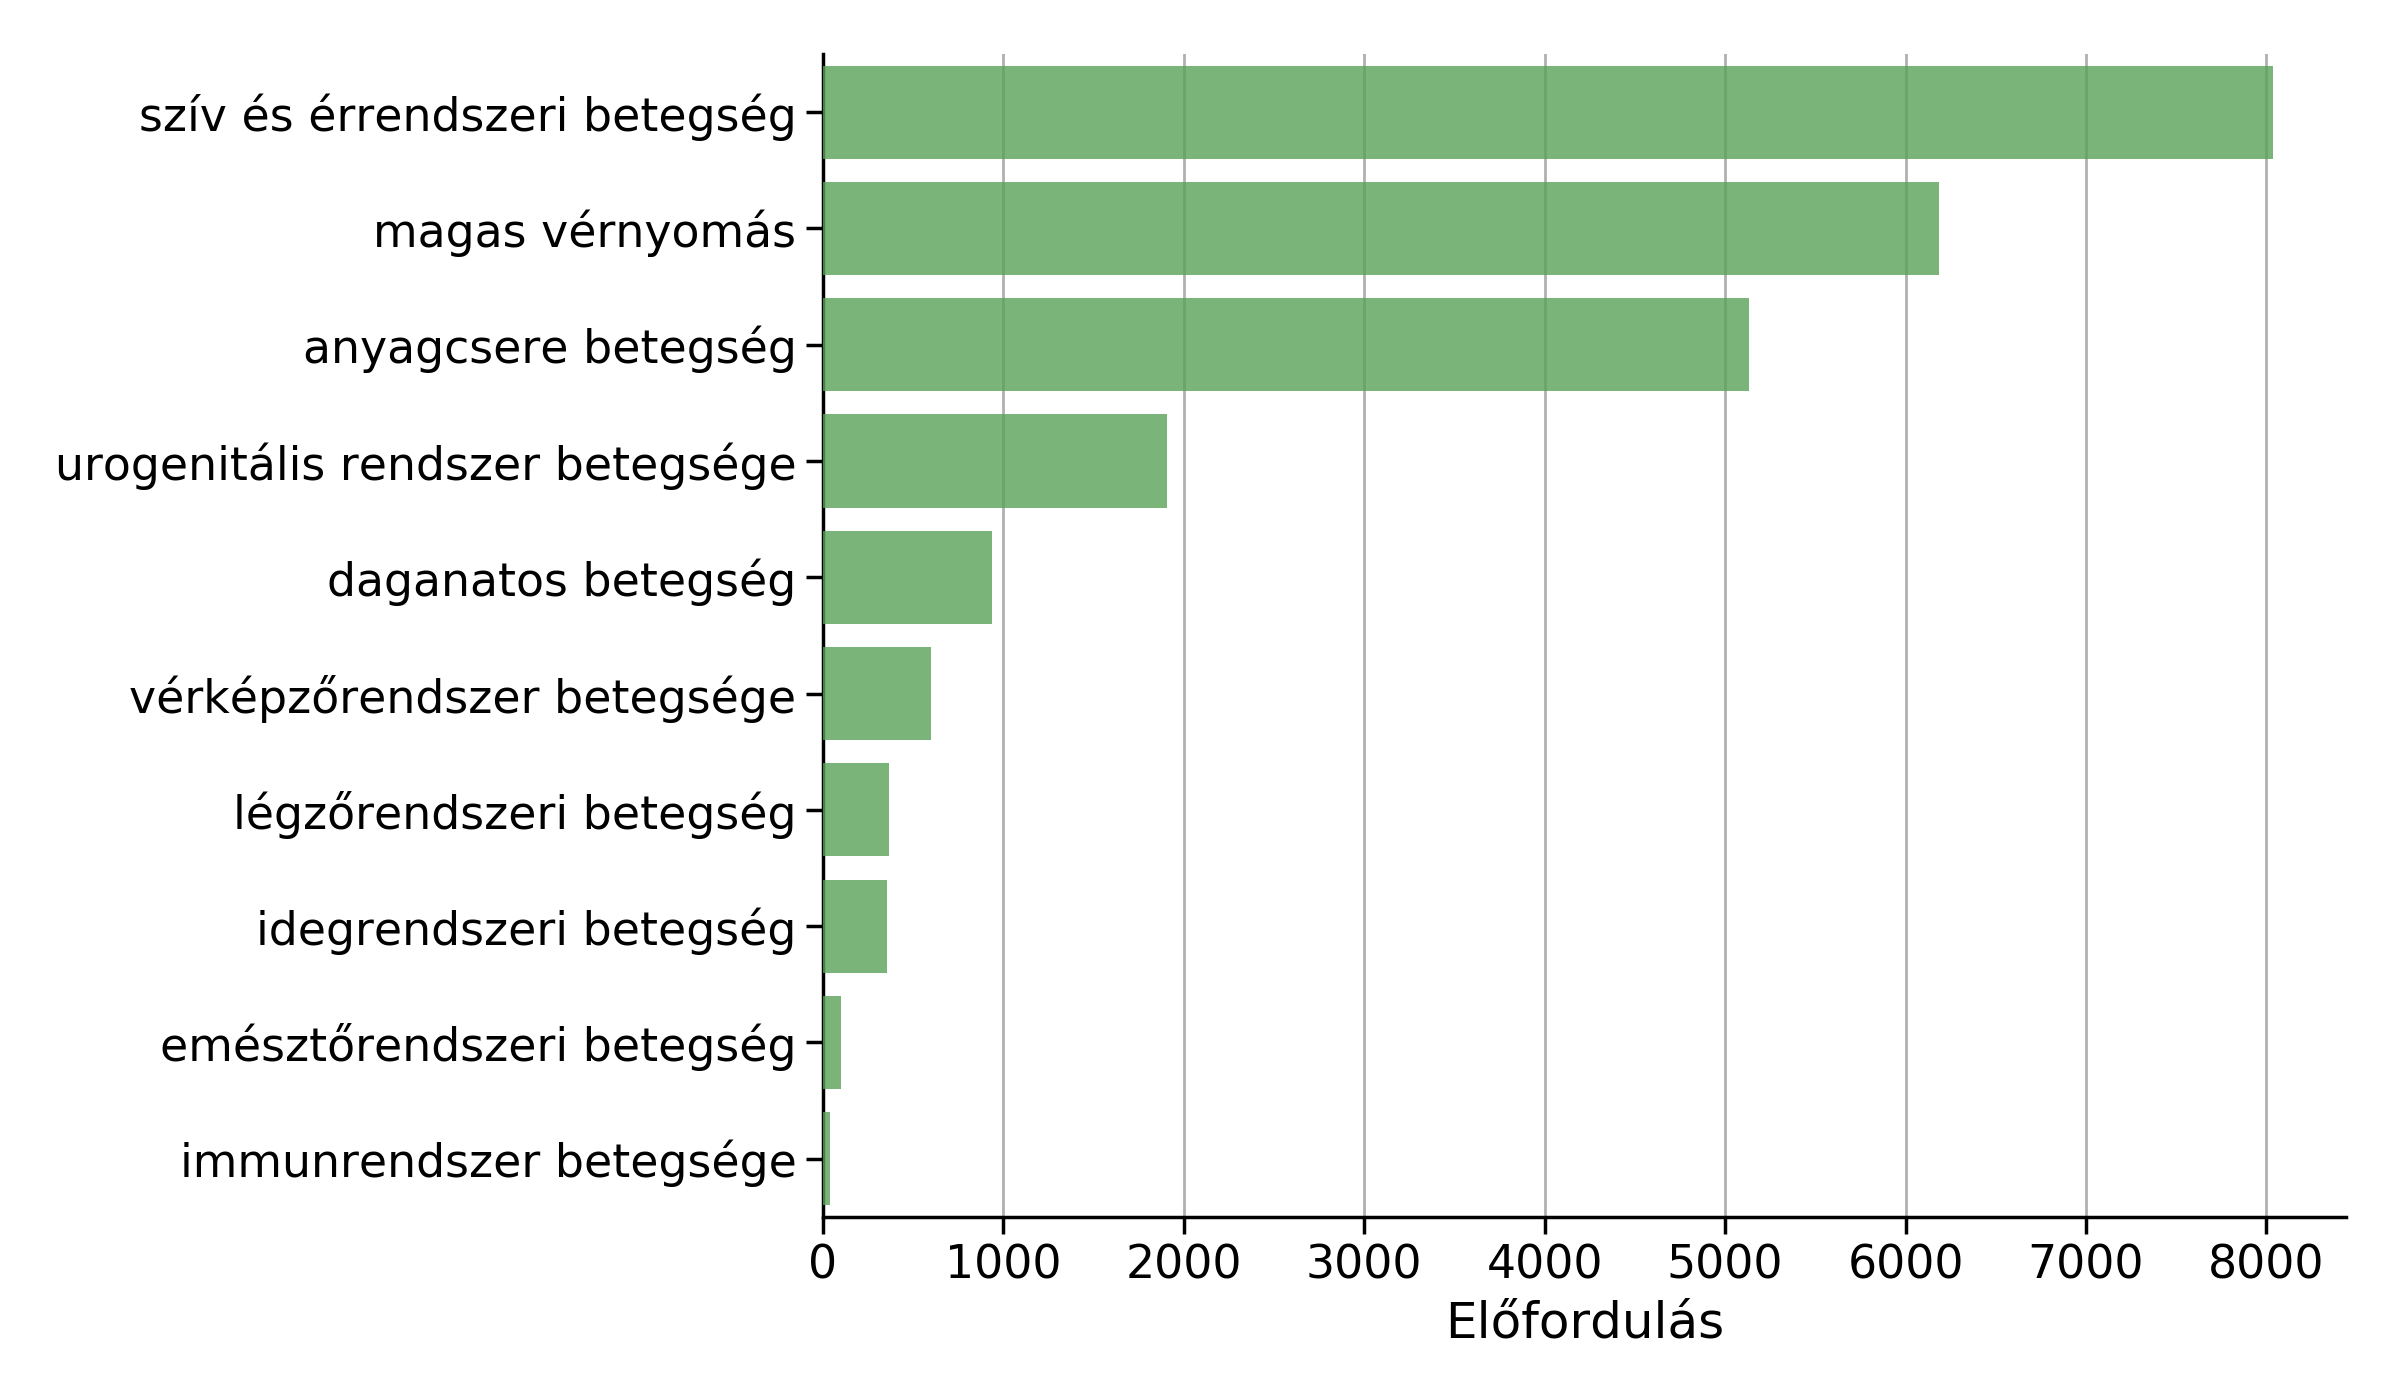 szív és érrendszeri betegség
magas vérnyomás
anyagcsere betegség
urogenitális rendszer betegsége
daganatos betegség
vérképzőrendszer betegsége
légzőrendszeri betegség
idegrendszeri betegség
emésztőrendszeri betegség
immunrendszer betegsége
0 1000 2000 3000 4000 5000 6000 7000 8000
Előfordulás